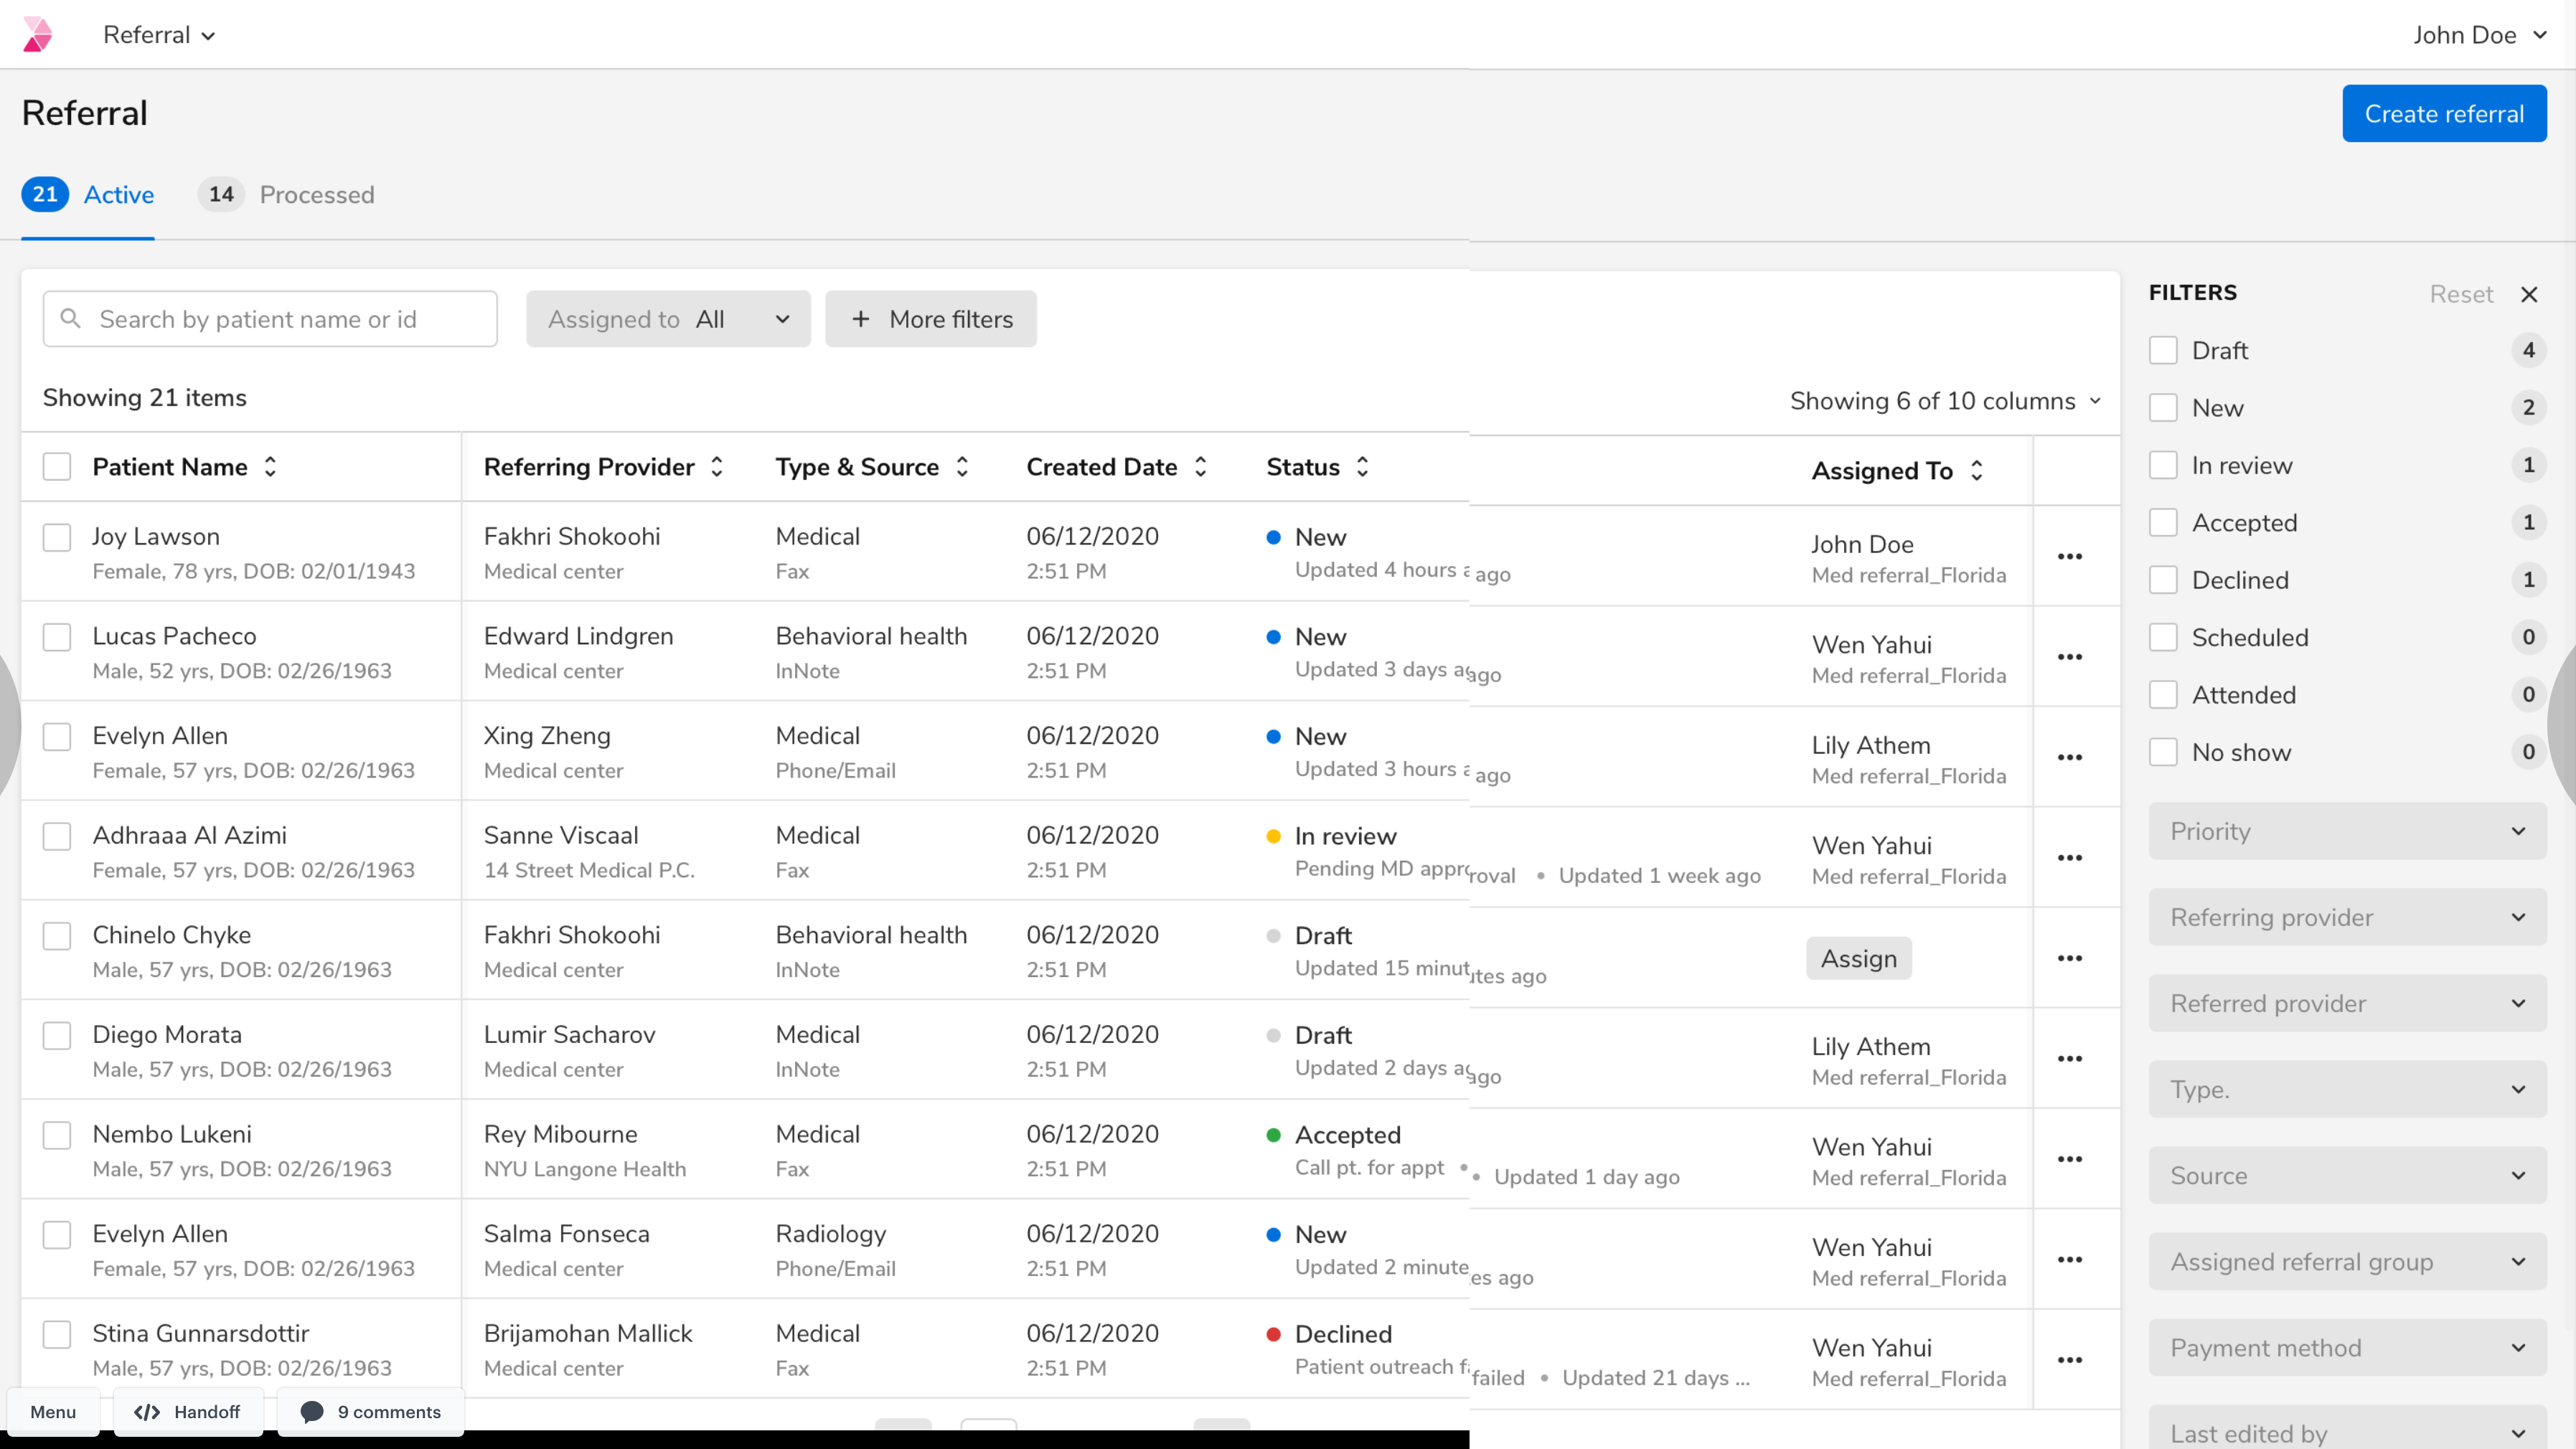 Referral
John Doe
Referral
Create referral
21 Active
14 Processed
Search by patient name or id
Assigned to All
+ More filters
Showing 21 items
Showing 6 of 10 columns
Patient Name Referring Provider Type & Source Created Date Status Assigned To
Joy Lawson Fakhri Shokoohi Medical 06/12/2020 New John Doe
Female, 78 yrs, DOB: 02/01/1943 Medical center Fax 2:51 PM Updated 4 hours a ago Med referral_Florida
Lucas Pacheco Edward Lindgren Behavioral health 06/12/2020 New Wen Yahui
Male, 52 yrs, DOB: 02/26/1963 Medical center InNote 2:51 PM Updated 3 days ago Med referral_Florida
Evelyn Allen Xing Zheng Medical 06/12/2020 New Lily Athem
Female, 57 yrs, DOB: 02/26/1963 Medical center Phone/Email 2:51 PM Updated 3 hours a ago Med referral_Florida
Adhraaa Al Azimi Sanne Viscaal Medical 06/12/2020 In review Wen Yahui
Female, 57 yrs, DOB: 02/26/1963 14 Street Medical P.C. Fax 2:51 PM Pending MD approroval • Updated 1 week ago Med referral_Florida
Chinelo Chyke Fakhri Shokoohi Behavioral health 06/12/2020 Draft Assign
Male, 57 yrs, DOB: 02/26/1963 Medical center InNote 2:51 PM Updated 15 minutes ago
Diego Morata Lumir Sacharov Medical 06/12/2020 Draft Lily Athem
Male, 57 yrs, DOB: 02/26/1963 Medical center InNote 2:51 PM Updated 2 days ago Med referral_Florida
Nembo Lukeni Rey Mibourne Medical 06/12/2020 Accepted Wen Yahui
Male, 57 yrs, DOB: 02/26/1963 NYU Langone Health Fax 2:51 PM Call pt. for appt • • Updated 1 day ago Med referral_Florida
Evelyn Allen Salma Fonseca Radiology 06/12/2020 New Wen Yahui
Female, 57 yrs, DOB: 02/26/1963 Medical center Phone/Email 2:51 PM Updated 2 minutes ago Med referral_Florida
Stina Gunnarsdottir Brijamohan Mallick Medical 06/12/2020 Declined Wen Yahui
Male, 57 yrs, DOB: 02/26/1963 Medical center Fax 2:51 PM Patient outreach failed • Updated 21 days ... Med referral_Florida
FILTERS Reset
Draft 4
New 2
In review 1
Accepted 1
Declined 1
Scheduled 0
Attended 0
No show 0
Priority
Referring provider
Referred provider
Type.
Source
Assigned referral group
Payment method
Last edited by
Menu
</> Handoff
9 comments